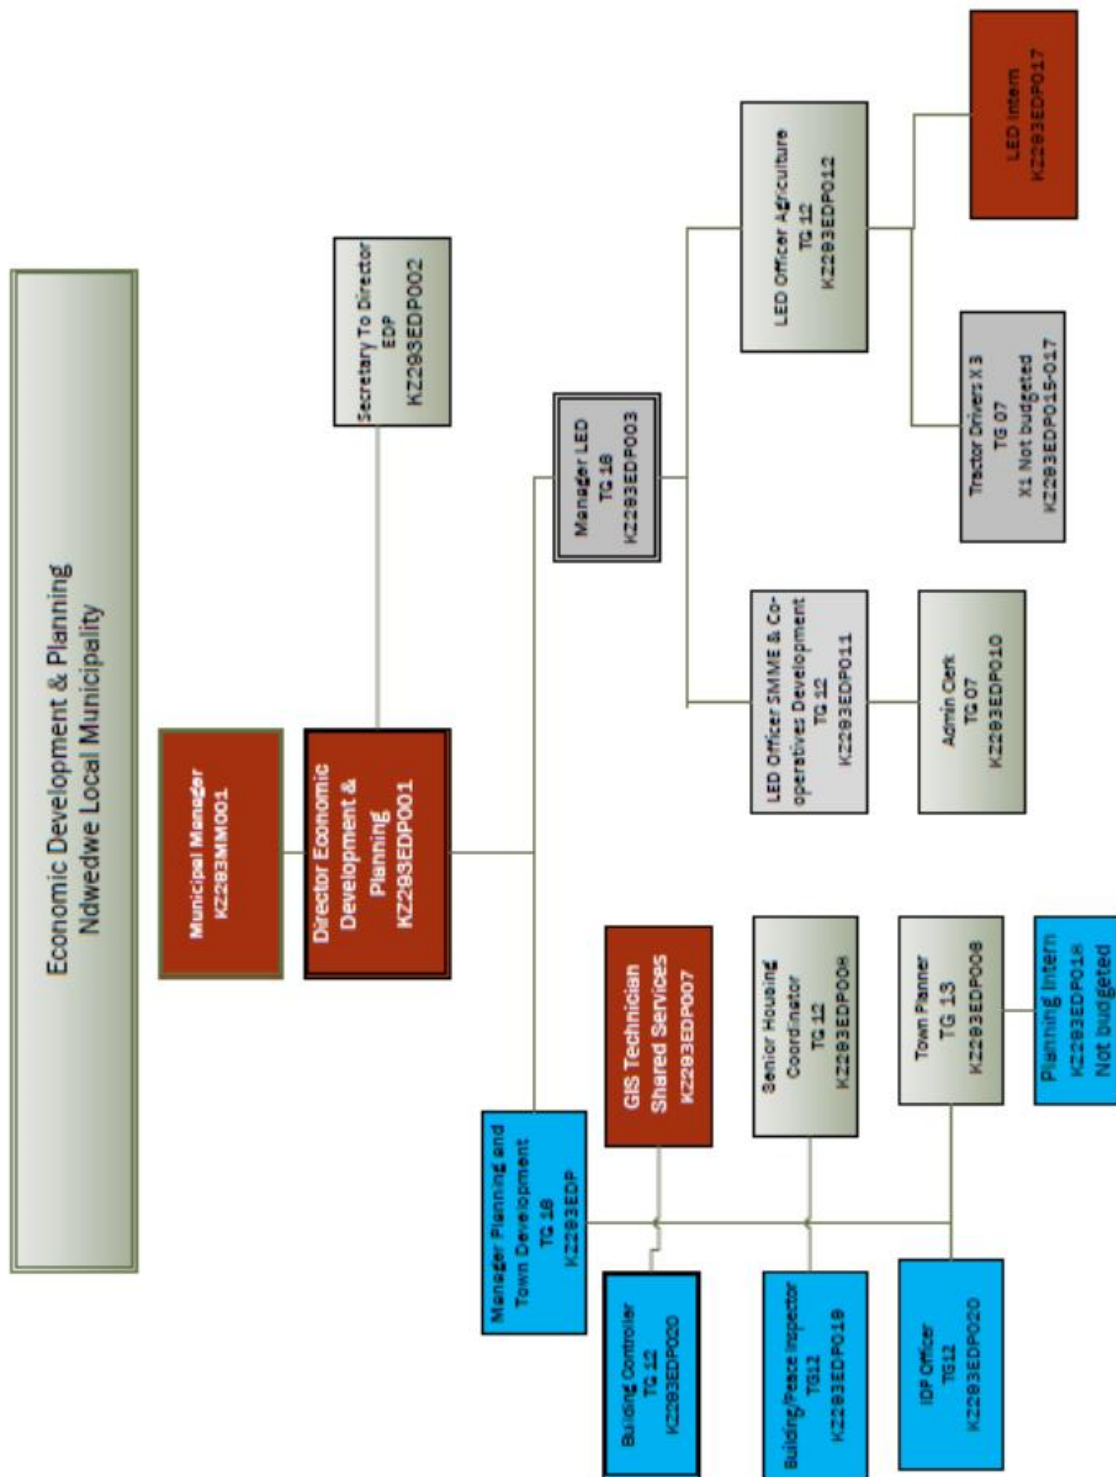 Economic Development & Planning
Ndwedwe Local Municipality
Municipal Manager
KZ293MM001
Director Economic
Development &
Planning
KZ293EDP001
Secretary To Director
EDP
KZ293EDP002
Manager Planning and
Town Development
TG 18
KZ293EDP
Manager LED
TG 18
KZ293EDP003
Building Controller
TG 12
KZ293EDP020
GIS Technician
Shared Services
KZ293EDP007
Building/Peace Inspector
TG12
KZ293EDP019
Senior Housing
Coordinator
TG 12
KZ293EDP008
IDP Officer
TG12
KZ293EDP020
Town Planner
TG 13
KZ293EDP008
Planning Intern
KZ293EDP018
Not budgeted
LED Officer SMME & Co-
operatives Development
TG 12
KZ293EDP011
Admin Clerk
TG 07
KZ293EDP010
LED Officer Agriculture
TG 12
KZ293EDP012
Tractor Drivers X 3
TG 07
X1 Not budgeted
KZ293EDP015-017
LED Intern
KZ293EDP017